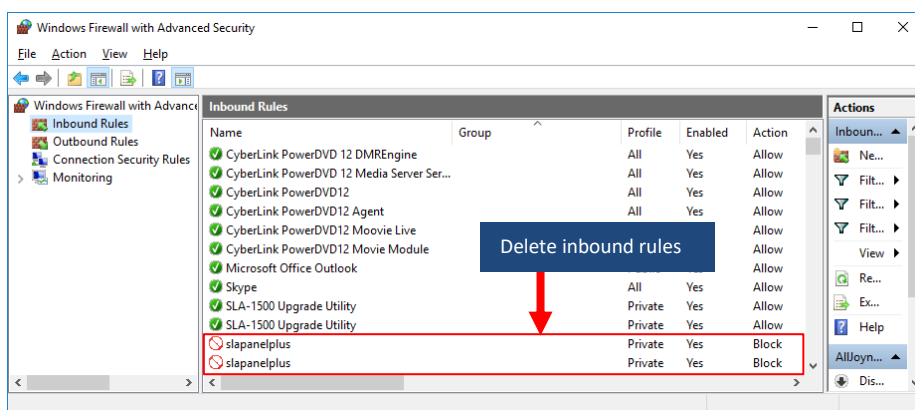 Windows Firewall with Advanced Security
File Action View Help
Windows Firewall with Advance
Inbound Rules
Outbound Rules
Connection Security Rules
Monitoring
Inbound Rules
Name Group Profile Enabled Action
CyberLink PowerDVD 12 DMREngine All Yes Allow
CyberLink PowerDVD 12 Media Server Ser... All Yes Allow
CyberLink PowerDVD12 All Yes Allow
CyberLink PowerDVD12 Agent All Yes Allow
CyberLink PowerDVD12 Moovie Live Allow
CyberLink PowerDVD12 Movie Module Allow
Microsoft Office Outlook Allow
Skype All Yes Allow
SLA-1500 Upgrade Utility Private Yes Allow
SLA-1500 Upgrade Utility Private Yes Allow
slapanelplus Private Yes Block
slapanelplus Private Yes Block
Delete inbound rules
Actions
Inboun...
Ne...
Filt...
Filt...
Filt...
View
Re...
Ex...
Help
AllJoyn...
Dis...